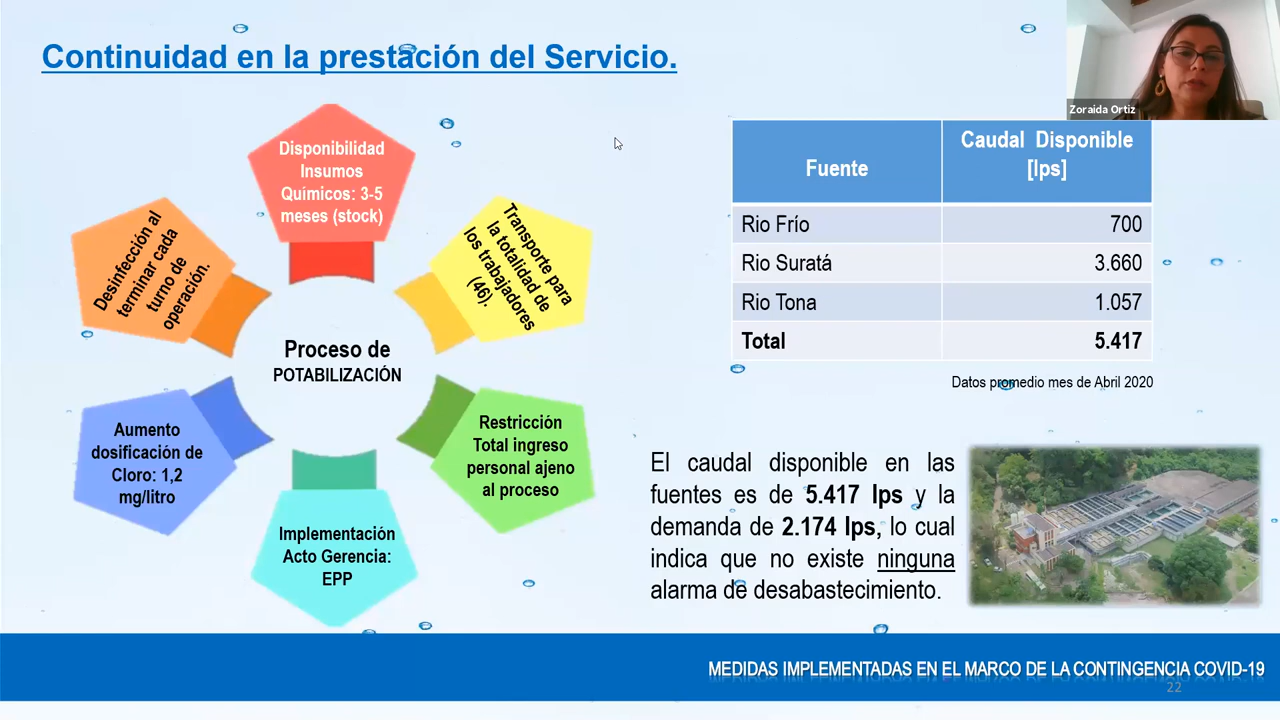 Continuidad en la prestación del Servicio.
Zoraida Ortiz
Disponibilidad
Insumos
Químicos: 3-5
meses (stock)
Transporte para
la totalidad de
los trabajadores
(46).
Restricción
Total ingreso
personal ajeno
al proceso
Implementación
Acto Gerencia:
EPP
Aumento
dosificación de
Cloro: 1,2
mg/litro
Desinfección al
terminar cada
turno de
operación.
Proceso de
POTABILIZACIÓN
Fuente
Caudal Disponible
[lps]
Rio Frío 700
Rio Suratá 3.660
Rio Tona 1.057
Total 5.417
Datos promedio mes de Abril 2020
El caudal disponible en las
fuentes es de 5.417 lps y la
demanda de 2.174 lps, lo cual
indica que no existe ninguna
alarma de desabastecimiento.
MEDIDAS IMPLEMENTADAS EN EL MARCO DE LA CONTINGENCIA COVID-19
22